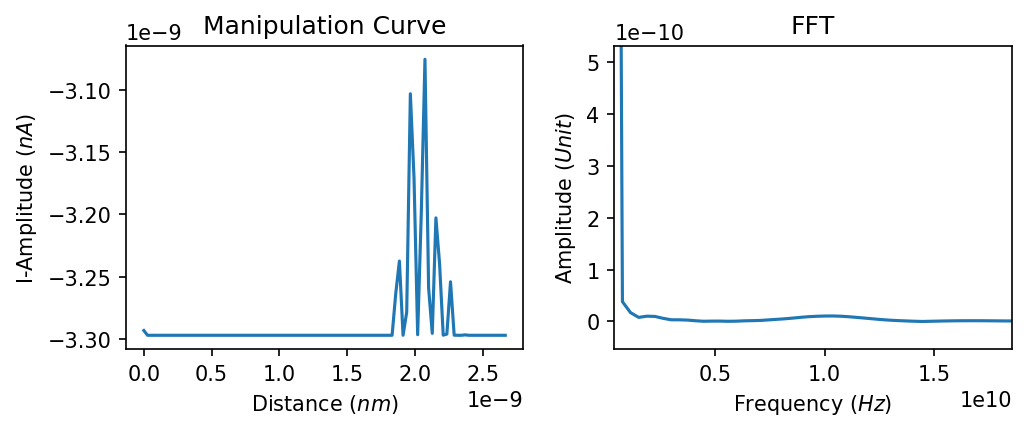 Manipulation Curve
1e−9
−3.10
−3.15
−3.20
−3.25
−3.30
I-Amplitude (nA)
0.0 0.5 1.0 1.5 2.0 2.5
1e−9
Distance (nm)
FFT
1e−10
5
4
3
2
1
0
Amplitude (Unit)
0.5 1.0 1.5
1e10
Frequency (Hz)